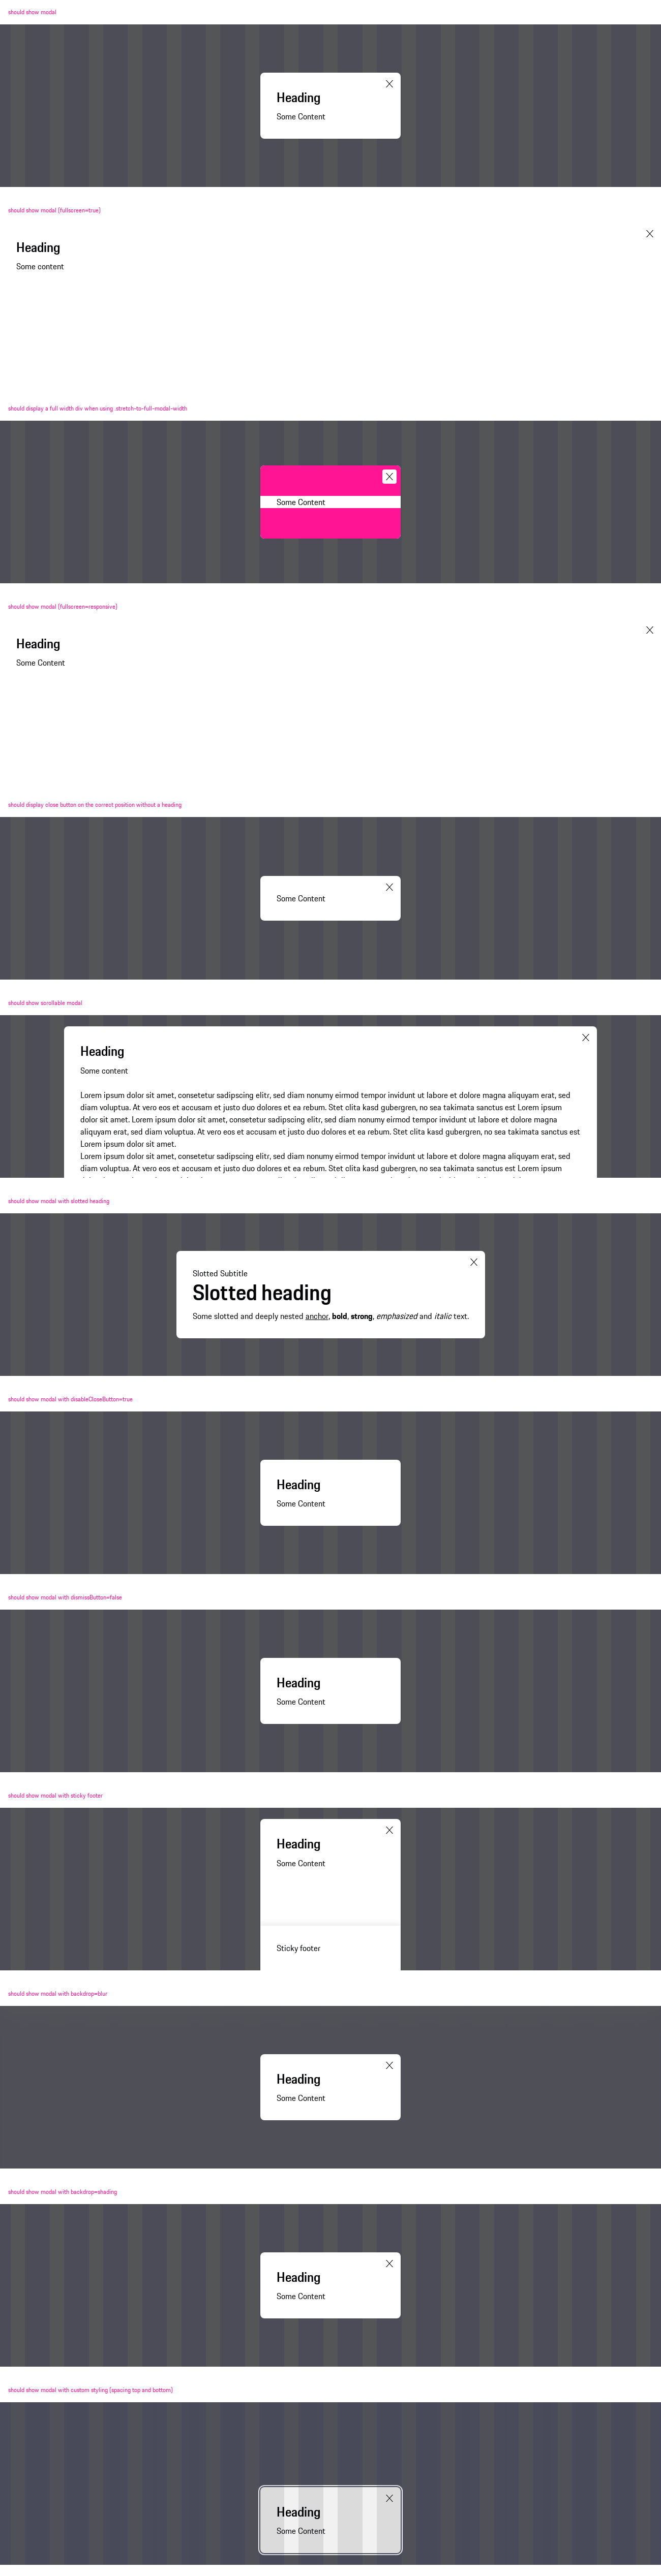 should show modal
Heading
Some Content
should show modal (fullscreen=true)
Heading
Some content
should display a full width div when using .stretch-to-full-modal-width
Some Content
should show modal (fullscreen=responsive)
Heading
Some Content
should display close button on the correct position without a heading
Some Content
should show scrollable modal
Heading
Some content
Lorem ipsum dolor sit amet, consetetur sadipscing elitr, sed diam nonumy eirmod tempor invidunt ut labore et dolore magna aliquyam erat, sed
diam voluptua. At vero eos et accusam et justo duo dolores et ea rebum. Stet clita kasd gubergren, no sea takimata sanctus est Lorem ipsum
dolor sit amet. Lorem ipsum dolor sit amet, consetetur sadipscing elitr, sed diam nonumy eirmod tempor invidunt ut labore et dolore magna
aliquyam erat, sed diam voluptua. At vero eos et accusam et justo duo dolores et ea rebum. Stet clita kasd gubergren, no sea takimata sanctus est
Lorem ipsum dolor sit amet.
Lorem ipsum dolor sit amet, consetetur sadipscing elitr, sed diam nonumy eirmod tempor invidunt ut labore et dolore magna aliquyam erat, sed
diam voluptua. At vero eos et accusam et justo duo dolores et ea rebum. Stet clita kasd gubergren, no sea takimata sanctus est Lorem ipsum
should show modal with slotted heading
Slotted Subtitle
Slotted heading
Some slotted and deeply nested anchor, bold, strong, emphasized and italic text.
should show modal with disableCloseButton=true
Heading
Some Content
should show modal with dismissButton=false
Heading
Some Content
should show modal with sticky footer
Heading
Some Content
Sticky footer
should show modal with backdrop=blur
Heading
Some Content
should show modal with backdrop=shading
Heading
Some Content
should show modal with custom styling (spacing top and bottom)
Heading
Some Content